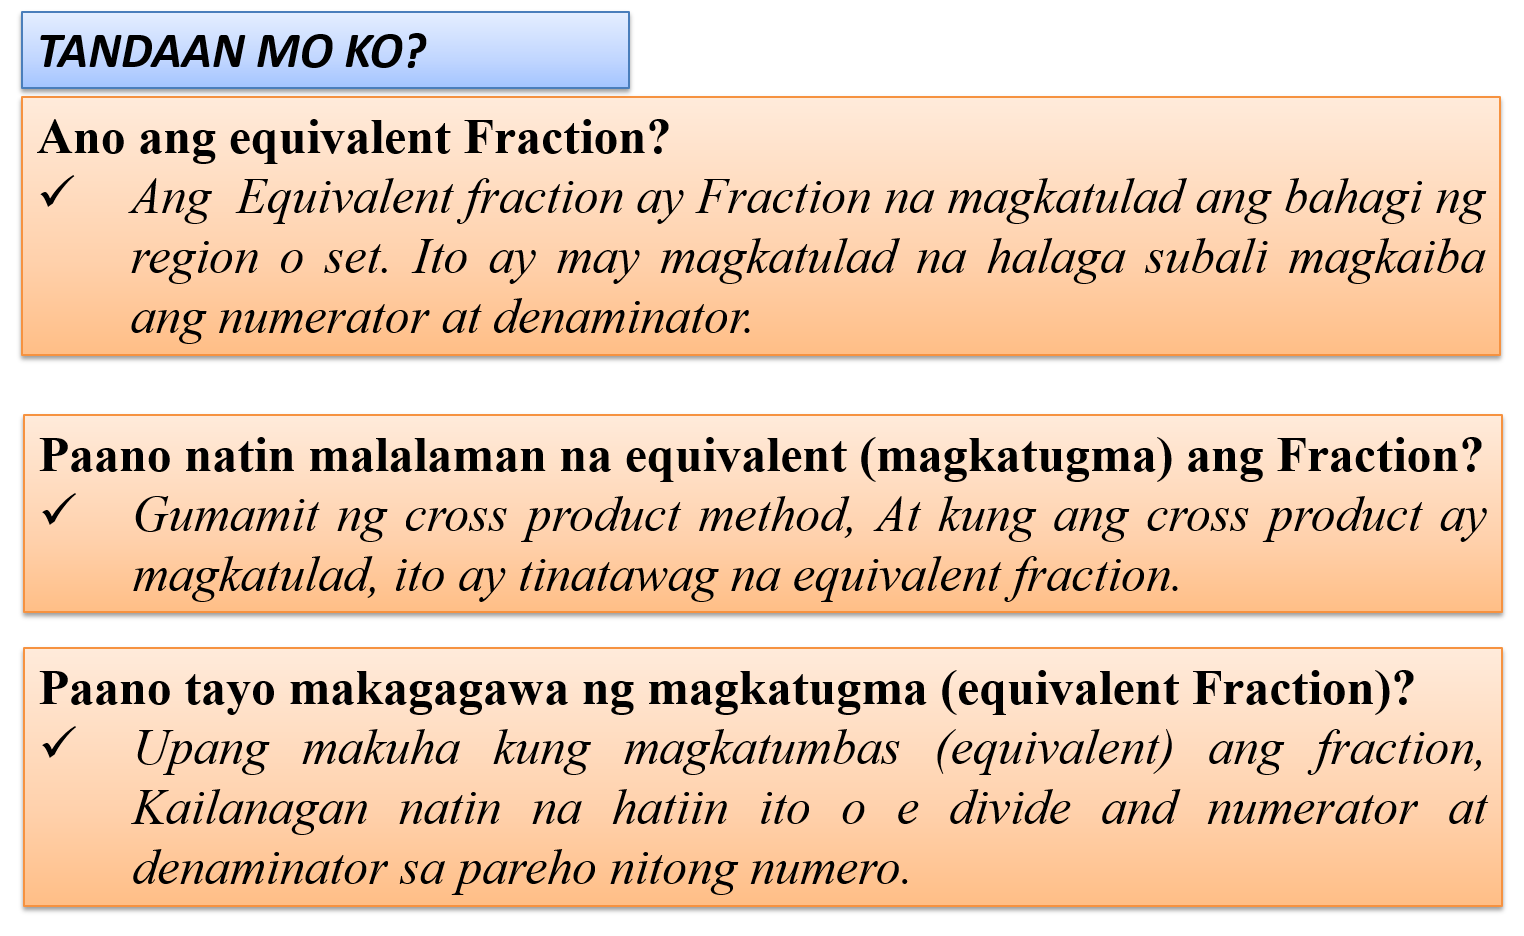 TANDAAN MO KO?
Ano ang equivalent Fraction?
✓ Ang Equivalent fraction ay Fraction na magkatulad ang bahagi ng
region o set. Ito ay may magkatulad na halaga subali magkaiba
ang numerator at denaminator.
Paano natin malalaman na equivalent (magkatugma) ang Fraction?
✓ Gumamit ng cross product method, At kung ang cross product ay
magkatulad, ito ay tinatawag na equivalent fraction.
Paano tayo makagagawa ng magkatugma (equivalent Fraction)?
✓ Upang makuha kung magkatumbas (equivalent) ang fraction,
Kailanagan natin na hatiin ito o e divide and numerator at
denaminator sa pareho nitong numero.